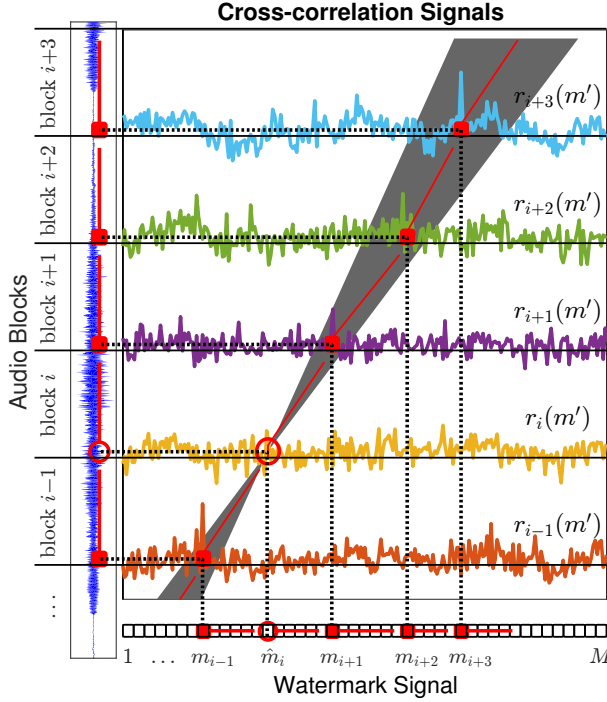 Cross-correlation Signals
Audio Blocks
block i+3
block i+2
block i+1
block i
block i−1
...
r_{i+3}(m′)
r_{i+2}(m′)
r_{i+1}(m′)
r_i(m′)
r_{i−1}(m′)
1 ... m_{i−1} m̂_i m_{i+1} m_{i+2} m_{i+3} M
Watermark Signal